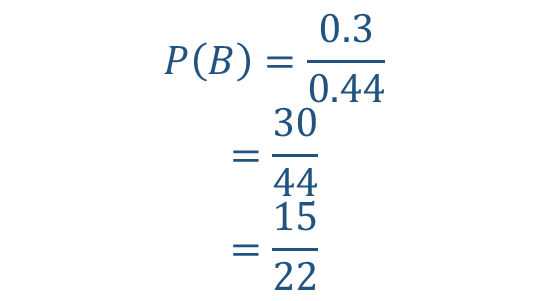 P(B) = 0.3/0.44
= 30/44
= 15/22